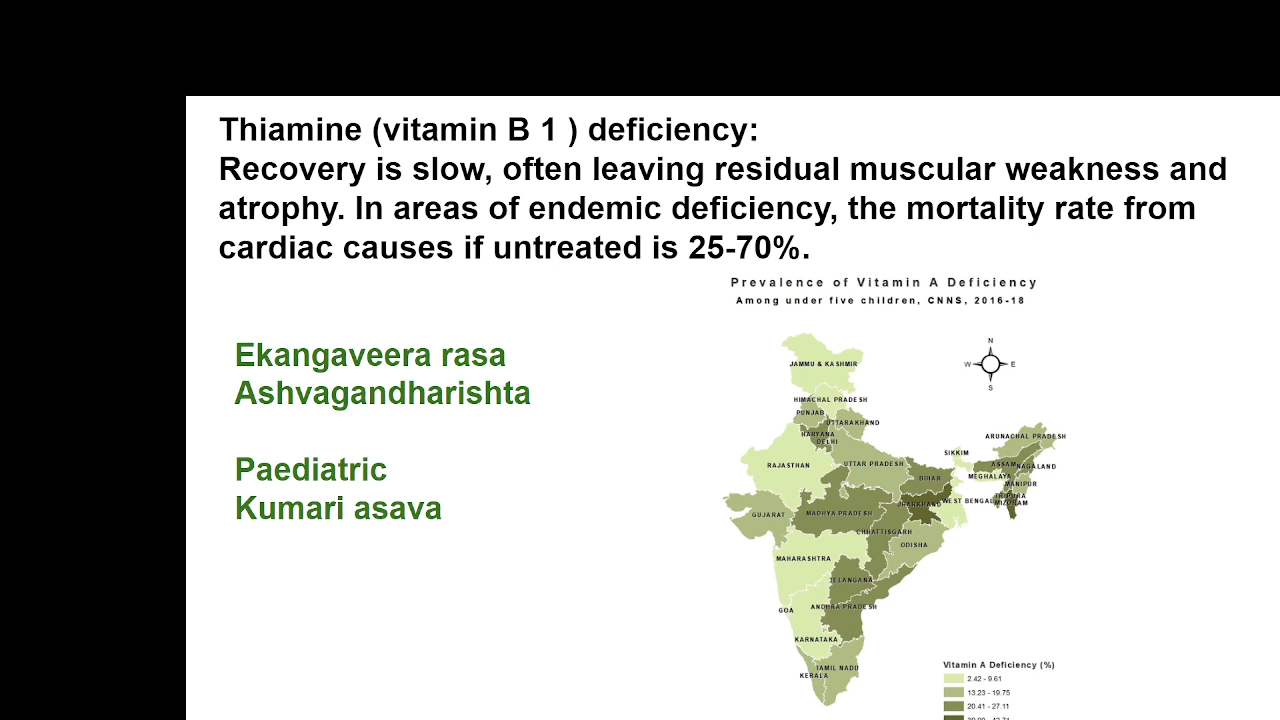 Thiamine (vitamin B 1 ) deficiency:
Recovery is slow, often leaving residual muscular weakness and
atrophy. In areas of endemic deficiency, the mortality rate from
cardiac causes if untreated is 25-70%.
Prevalence of Vitamin A Deficiency
Among under five children, CNNS, 2016-18
Ekangaveera rasa
Ashvagandharishta
Paediatric
Kumari asava
N
W
E
S
JAMMU & KASHMIR
HIMACHAL PRADESH
PUNJAB
UTTARAKHAND
HARYANA
DELHI
ARUNACHAL PRADESH
SIKKIM
RAJASTHAN
UTTAR PRADESH
ASSAM
NAGALAND
BIHAR
MEGHALAYA
MANIPUR
JHARKHAND
WEST BENGAL
TRIPURA
MIZORAM
GUJARAT
MADHYA PRADESH
CHHATTISGARH
ODISHA
MAHARASHTRA
TELANGANA
GOA
ANDHRA PRADESH
KARNATAKA
TAMIL NADU
KERALA
Vitamin A Deficiency (%)
2.42 - 9.61
13.23 - 19.75
20.41 - 27.11